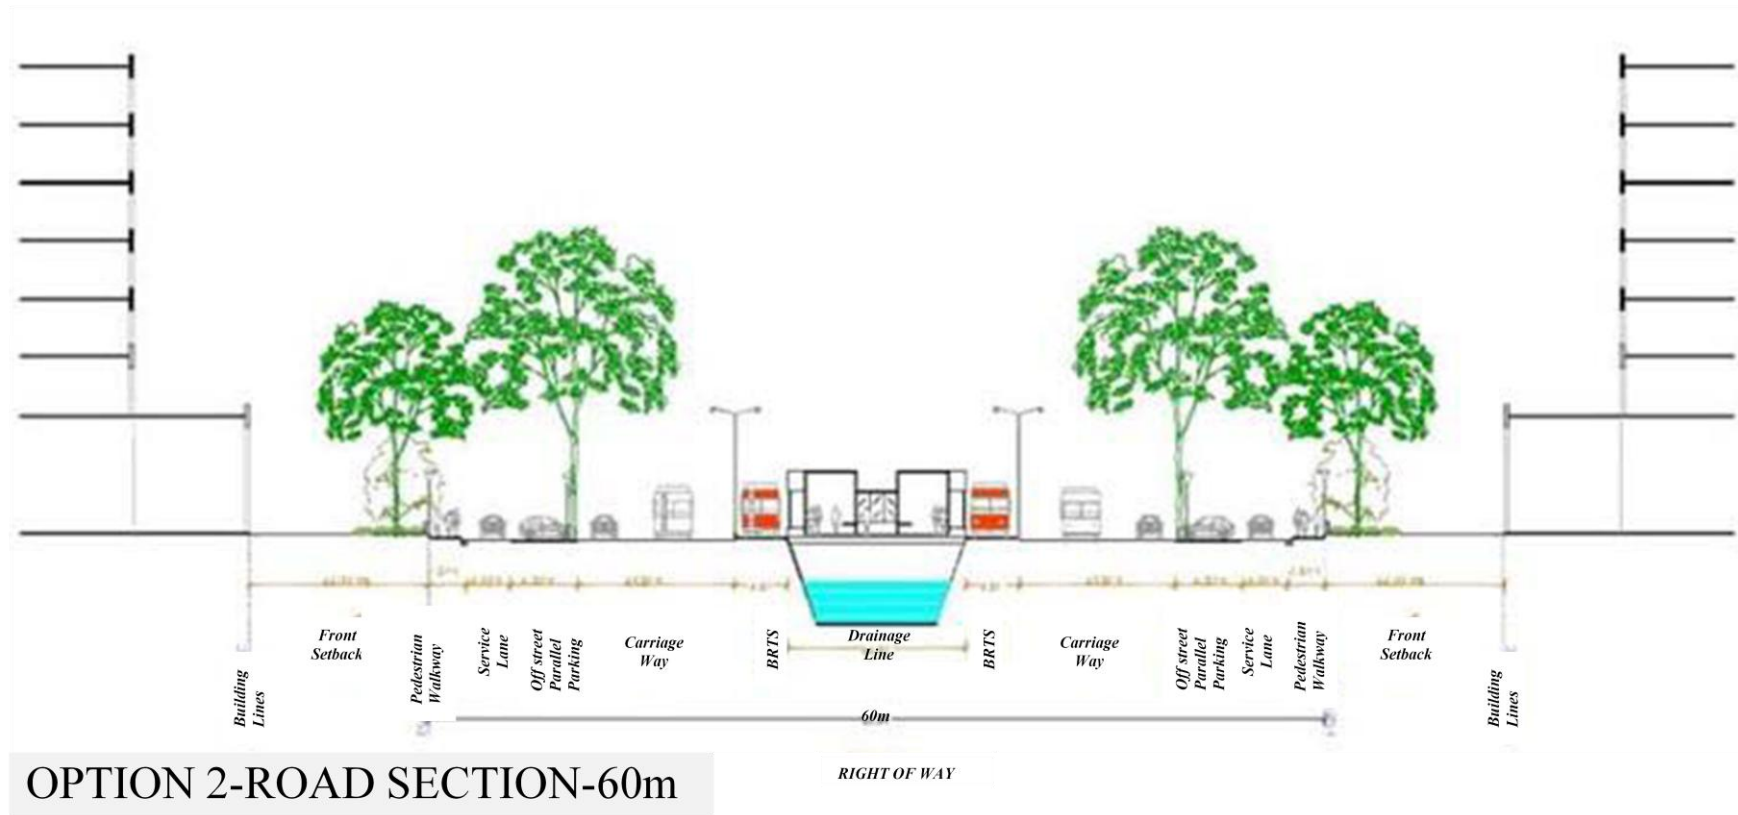 Front
Setback
Pedestrian
Walkway
Service
Lane
Off street
Parallel
Parking
Carriage
Way
BRTS
Drainage
Line
BRTS
Carriage
Way
Off street
Parallel
Parking
Service
Lane
Pedestrian
Walkway
Front
Setback
Building
Lines
Building
Lines
60m
RIGHT OF WAY
OPTION 2-ROAD SECTION-60m